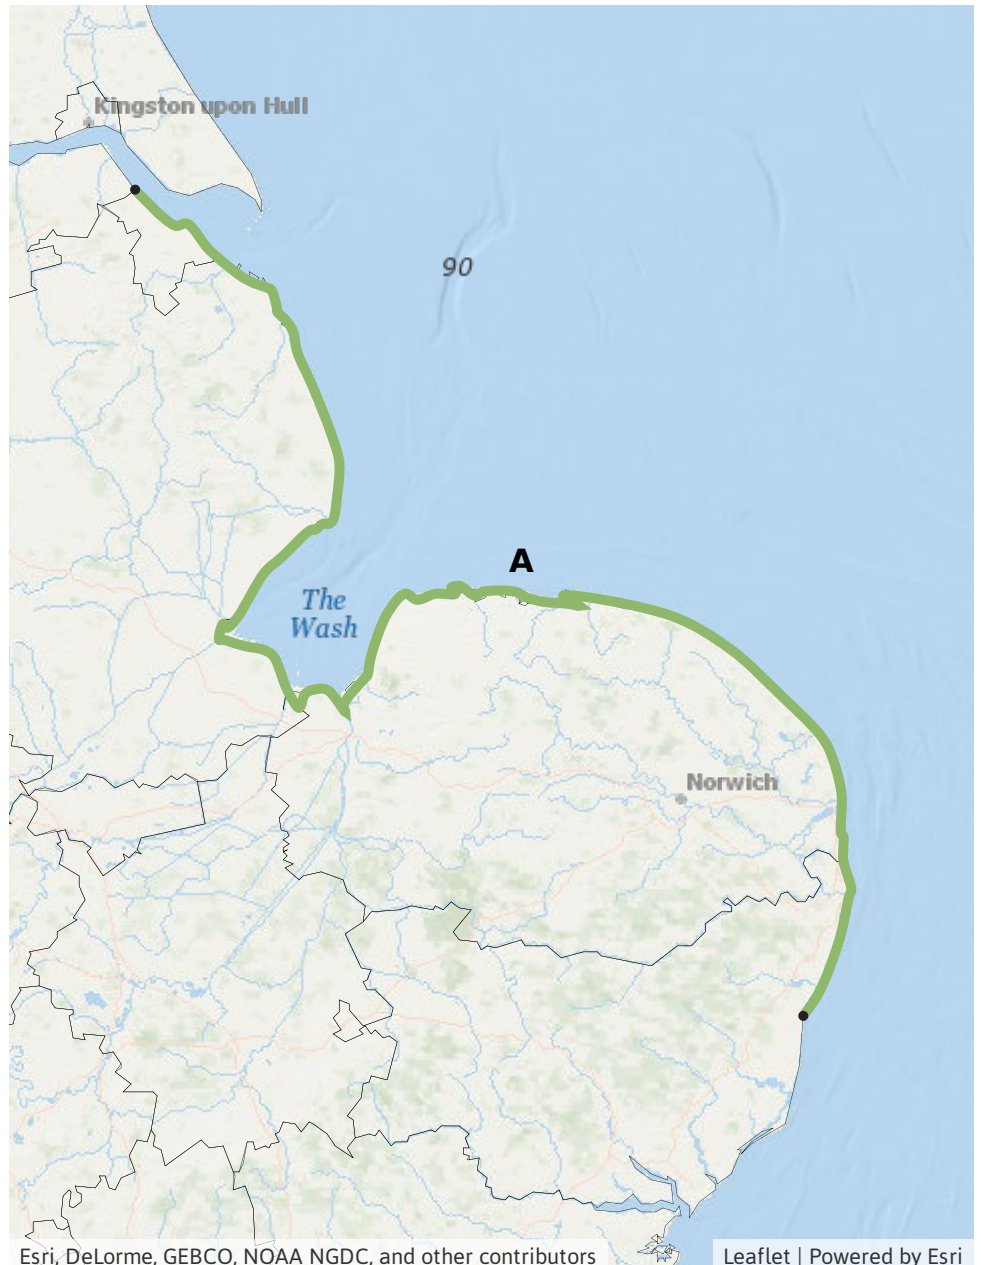 Kingston upon Hull
90
A
The
Wash
Norwich
Esri, DeLorme, GEBCO, NOAA NGDC, and other contributors
Leaflet | Powered by Esri